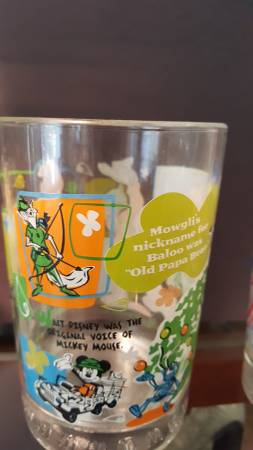 Mowgli's
nickname for
Baloo was
"Old Papa Bear"
WALT DISNEY WAS THE
ORIGINAL VOICE OF
MICKEY MOUSE.